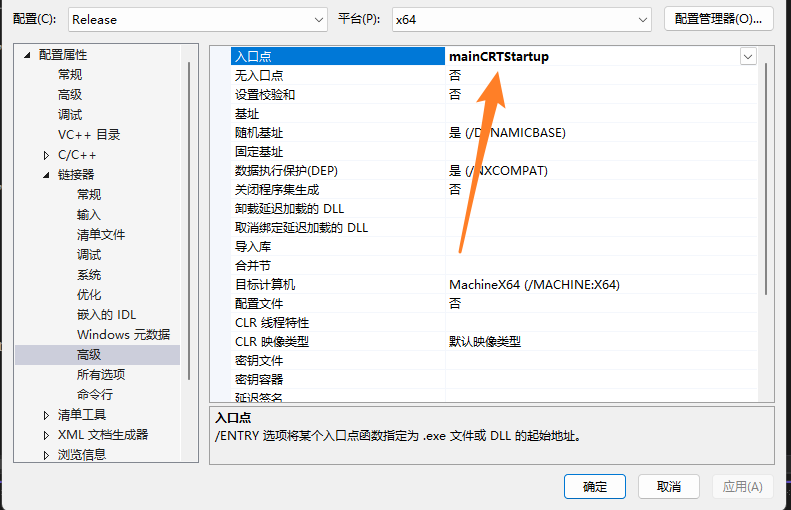 配置(C): Release 平台(P): x64 配置管理器(O)...
配置属性
常规
高级
调试
VC++ 目录
C/C++
链接器
常规
输入
清单文件
调试
系统
优化
嵌入的 IDL
Windows 元数据
高级
所有选项
命令行
清单工具
XML 文档生成器
浏览信息
入口点 mainCRTStartup
无入口点 否
设置校验和 否
基址
随机基址 是 (/DYNAMICBASE)
固定基址
数据执行保护(DEP) 是 (/NXCOMPAT)
关闭程序集生成 否
卸载延迟加载的 DLL
取消绑定延迟加载的 DLL
导入库
合并节
目标计算机 MachineX64 (/MACHINE:X64)
配置文件 否
CLR 线程特性
CLR 映像类型 默认映像类型
密钥文件
密钥容器
延迟签名
入口点
/ENTRY 选项将某个入口点函数指定为 .exe 文件或 DLL 的起始地址。
确定 取消 应用(A)